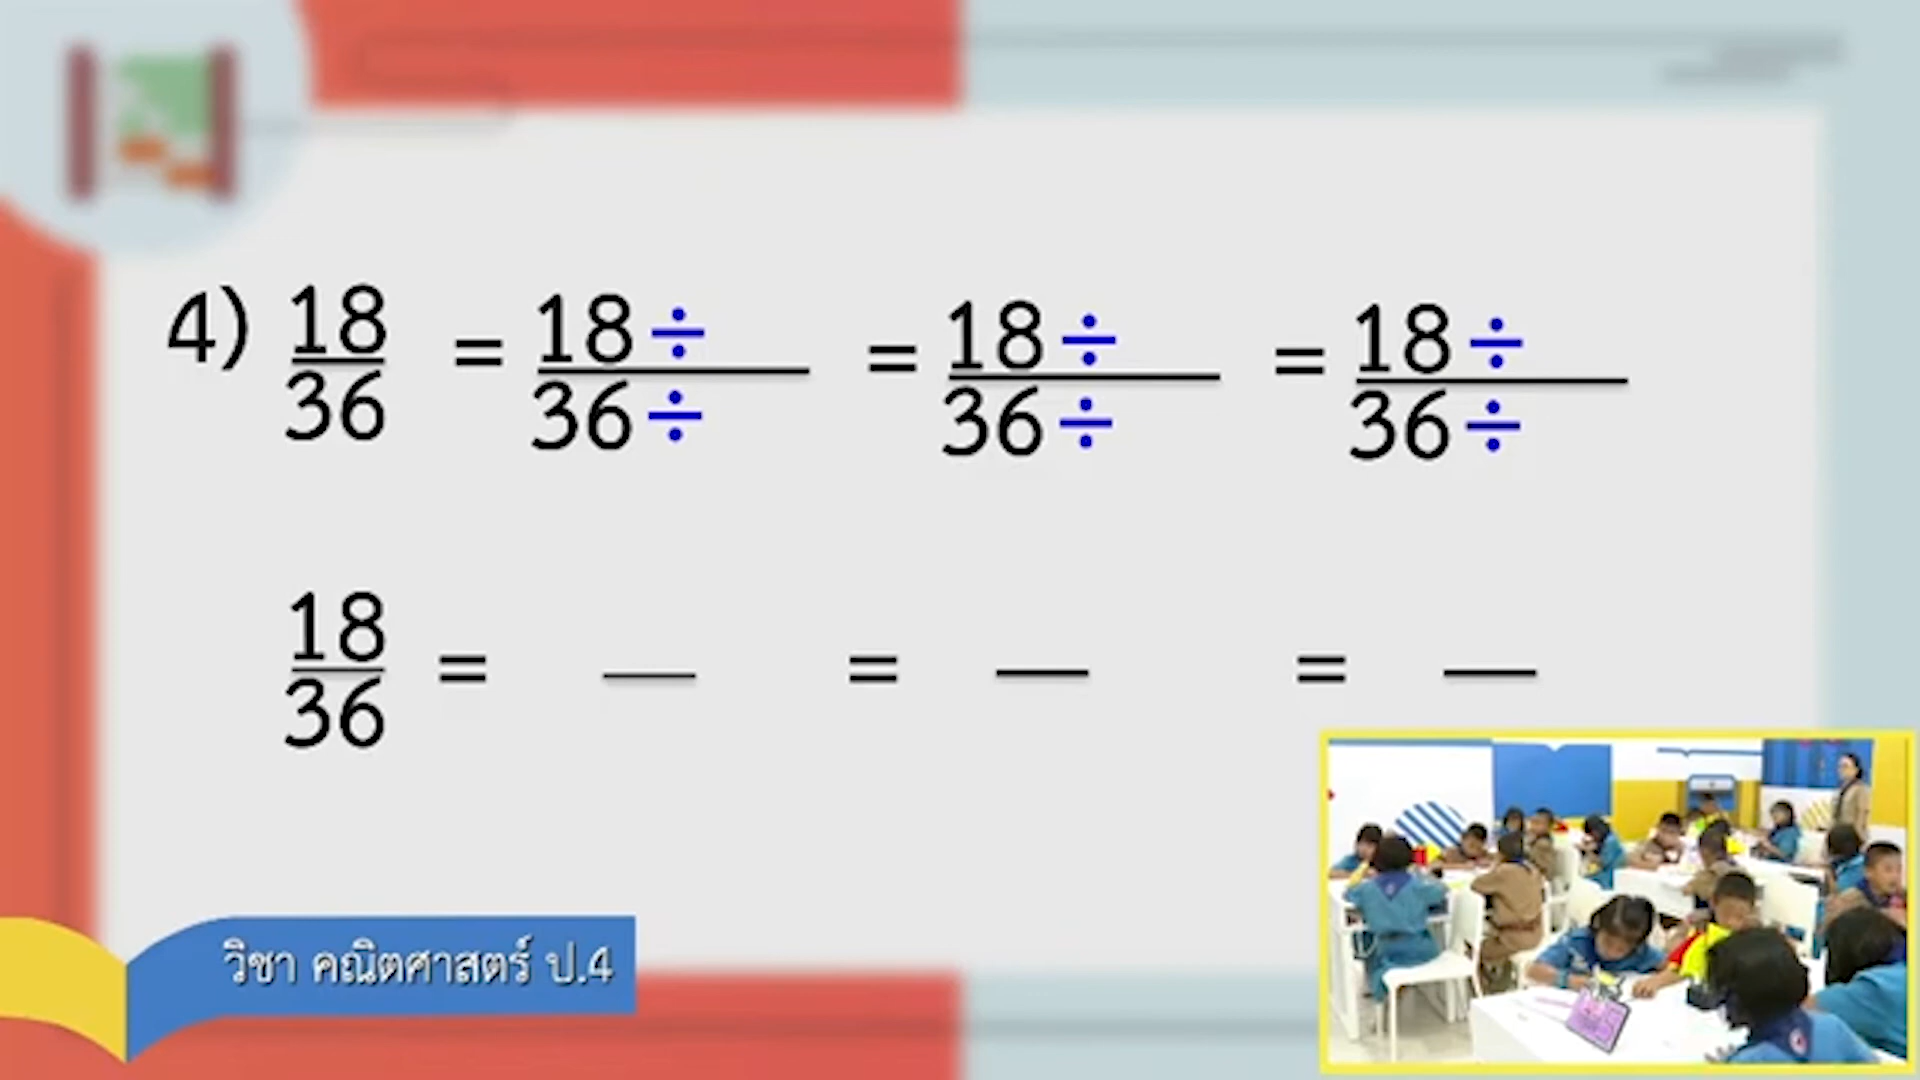 4) 18/36 = 18÷/36÷ = 18÷/36÷ = 18÷/36÷
18/36 = — = — = —
วิชา คณิตศาสตร์ ป.4